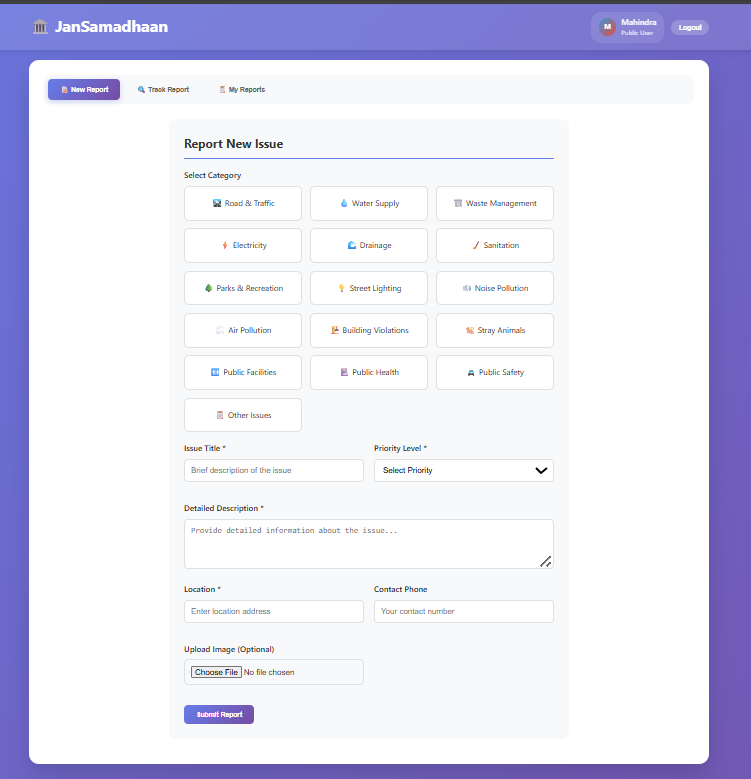 JanSamadhaan
M
Mahindra
Public User
Logout
New Report
Track Report
My Reports
Report New Issue
Select Category
Road & Traffic
Water Supply
Waste Management
Electricity
Drainage
Sanitation
Parks & Recreation
Street Lighting
Noise Pollution
Air Pollution
Building Violations
Stray Animals
Public Facilities
Public Health
Public Safety
Other Issues
Issue Title *
Priority Level *
Brief description of the issue
Select Priority
Detailed Description *
Provide detailed information about the issue...
Location *
Contact Phone
Enter location address
Your contact number
Upload Image (Optional)
Choose File No file chosen
Submit Report